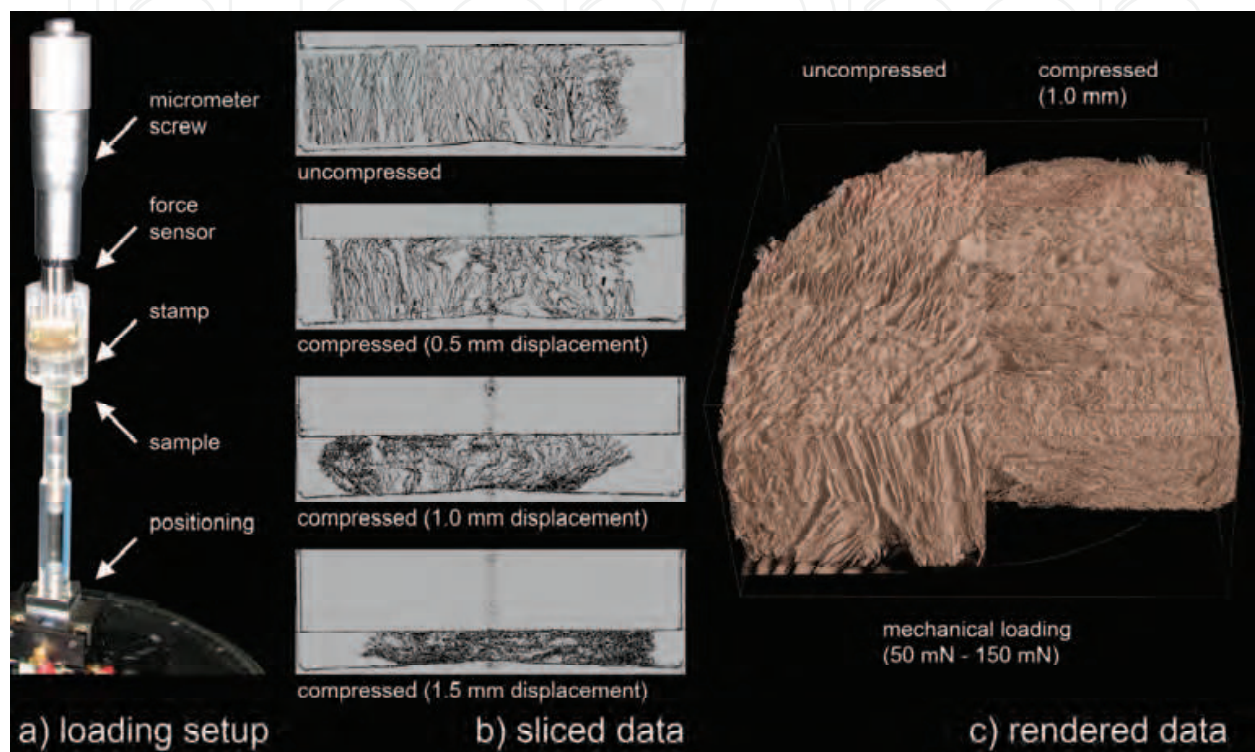 micrometer
screw
force
sensor
stamp
sample
positioning
a) loading setup
uncompressed
compressed (0.5 mm displacement)
compressed (1.0 mm displacement)
compressed (1.5 mm displacement)
b) sliced data
uncompressed
compressed
(1.0 mm)
mechanical loading
(50 mN - 150 mN)
c) rendered data